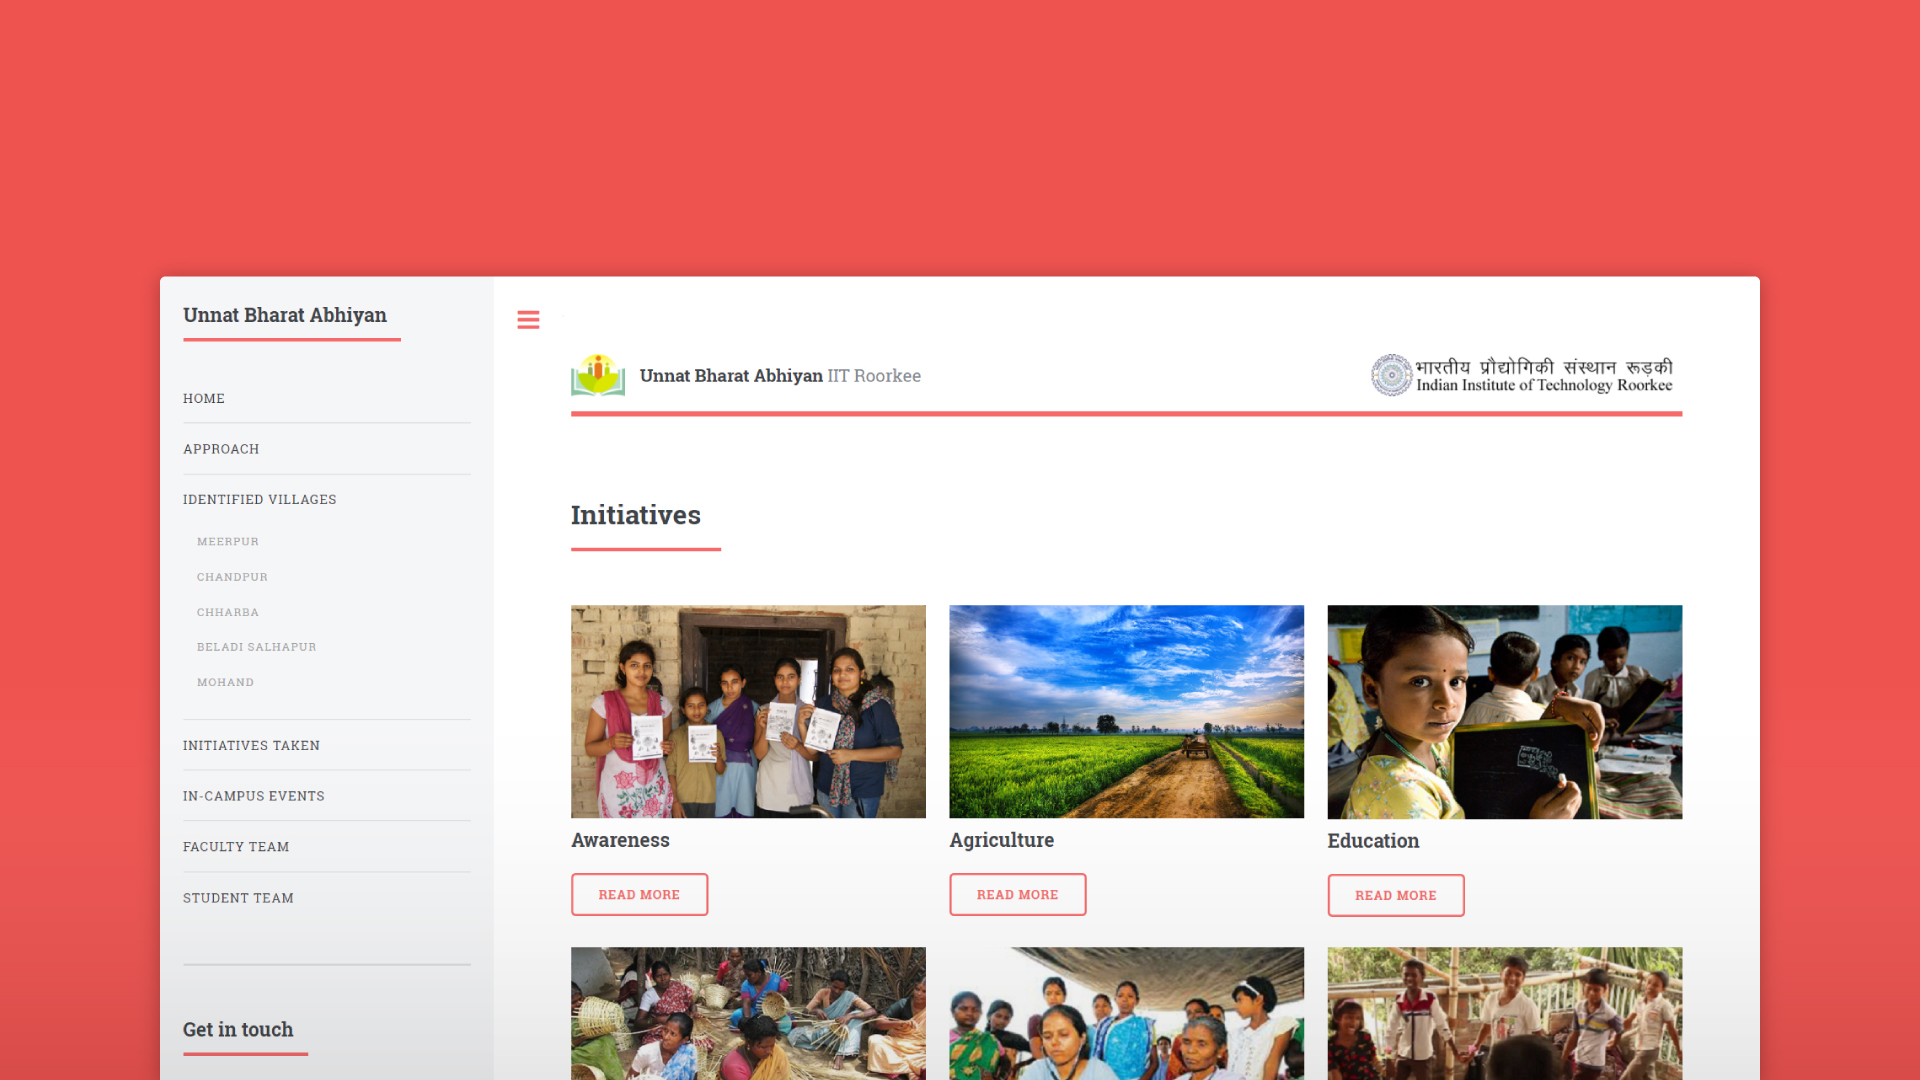 Unnat Bharat Abhiyan
HOME
APPROACH
IDENTIFIED VILLAGES
MEERPUR
CHANDPUR
CHHARBA
BELADI SALHAPUR
MOHAND
INITIATIVES TAKEN
IN-CAMPUS EVENTS
FACULTY TEAM
STUDENT TEAM
Get in touch
Unnat Bharat Abhiyan IIT Roorkee
भारतीय प्रौद्योगिकी संस्थान रूड़की
Indian Institute of Technology Roorkee
Initiatives
Awareness
READ MORE
Agriculture
READ MORE
Education
READ MORE